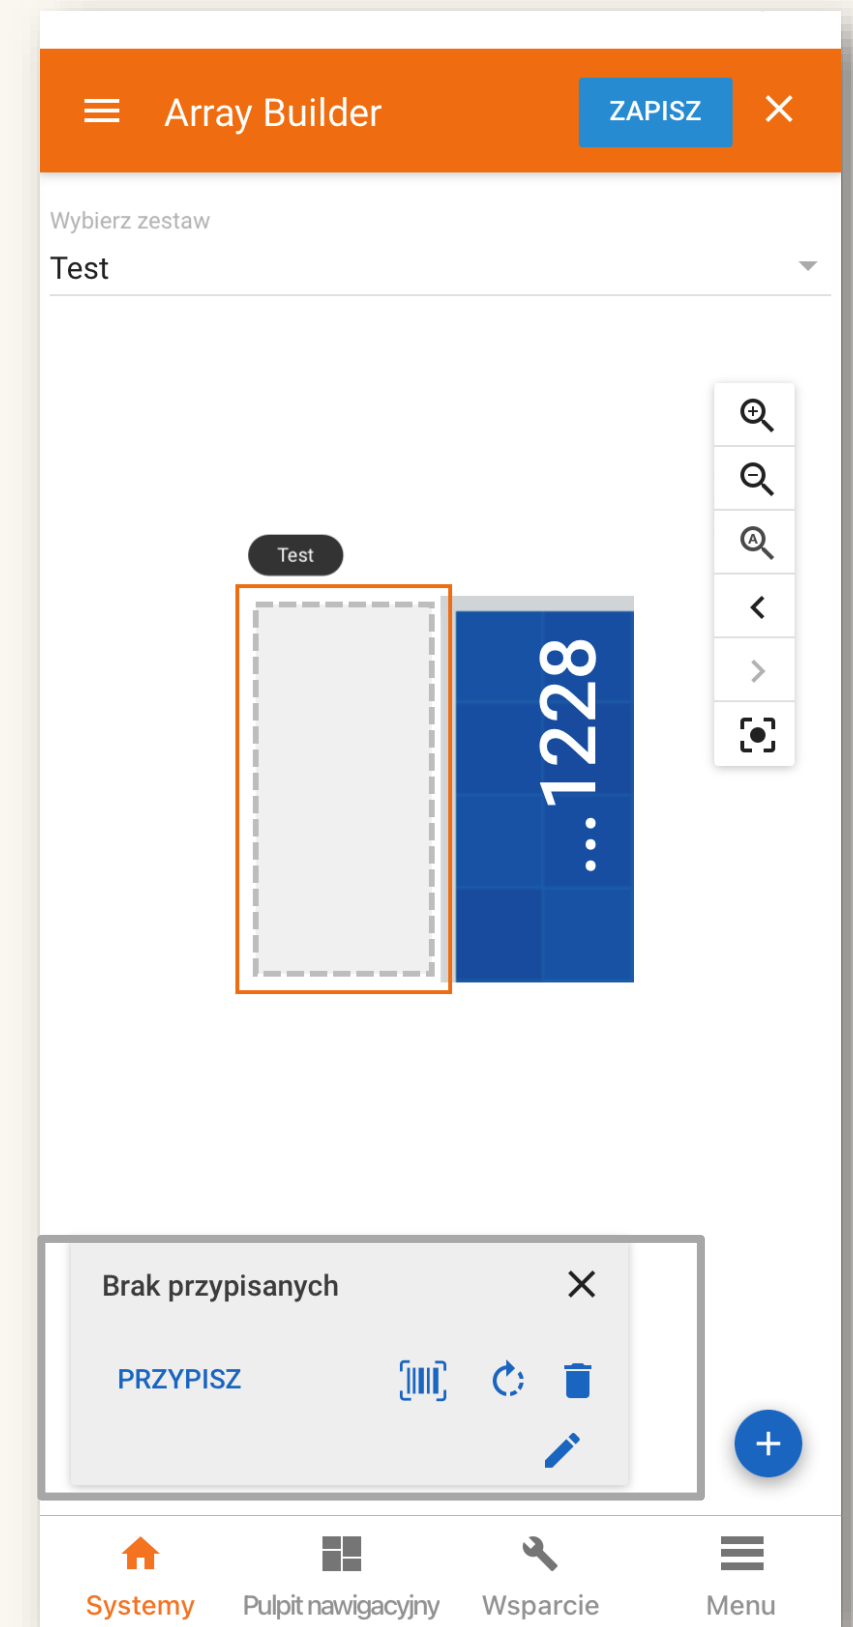 Array Builder
ZAPISZ
Wybierz zestaw
Test
Test
...1228
Brak przypisanych
PRZYPISZ
Systemy
Pulpit nawigacyjny
Wsparcie
Menu